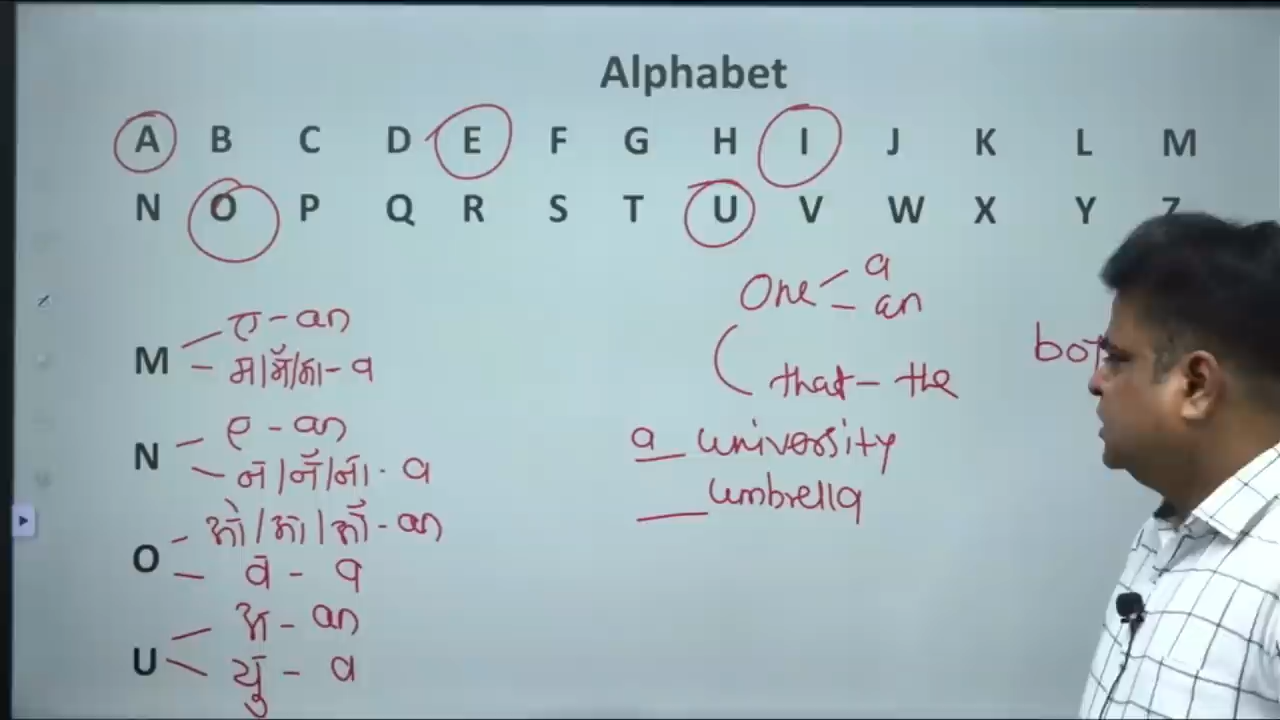 Alphabet
A B C D E F G H I J K L M
N O P Q R S T U V W X Y Z
One - a
- an
that - the
a university
umbrella
M - ए - an
- म/मॅ/मा - a
N - ए - an
- न/नॅ/ना - a
O - ओ/आ/ऑ - an
- व - a
U - अ - an
- यु - a